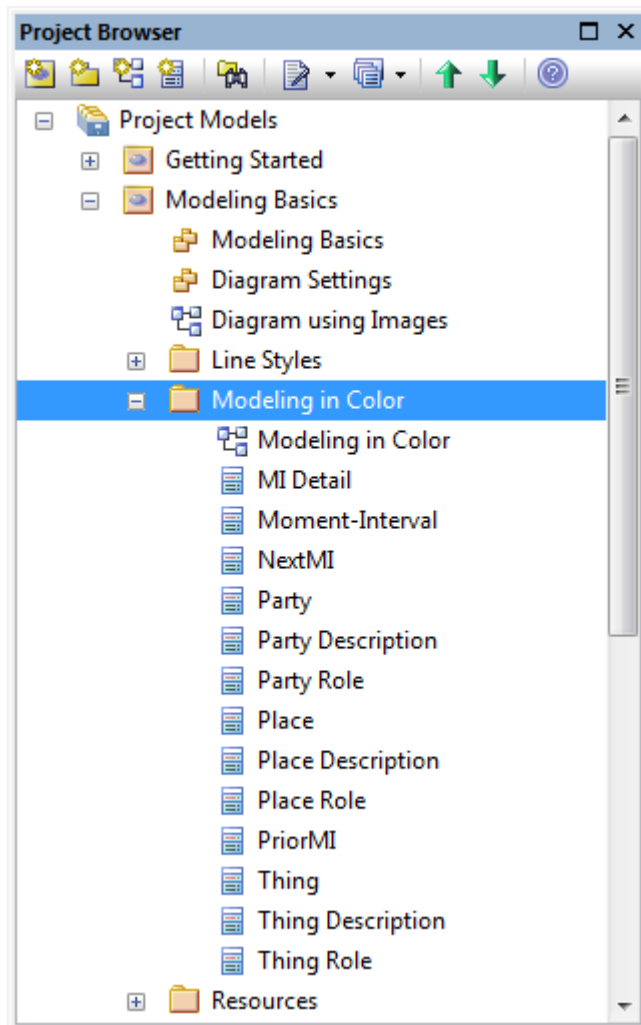 Project Browser
Project Models
Getting Started
Modeling Basics
Modeling Basics
Diagram Settings
Diagram using Images
Line Styles
Modeling in Color
Modeling in Color
MI Detail
Moment-Interval
NextMI
Party
Party Description
Party Role
Place
Place Description
Place Role
PriorMI
Thing
Thing Description
Thing Role
Resources